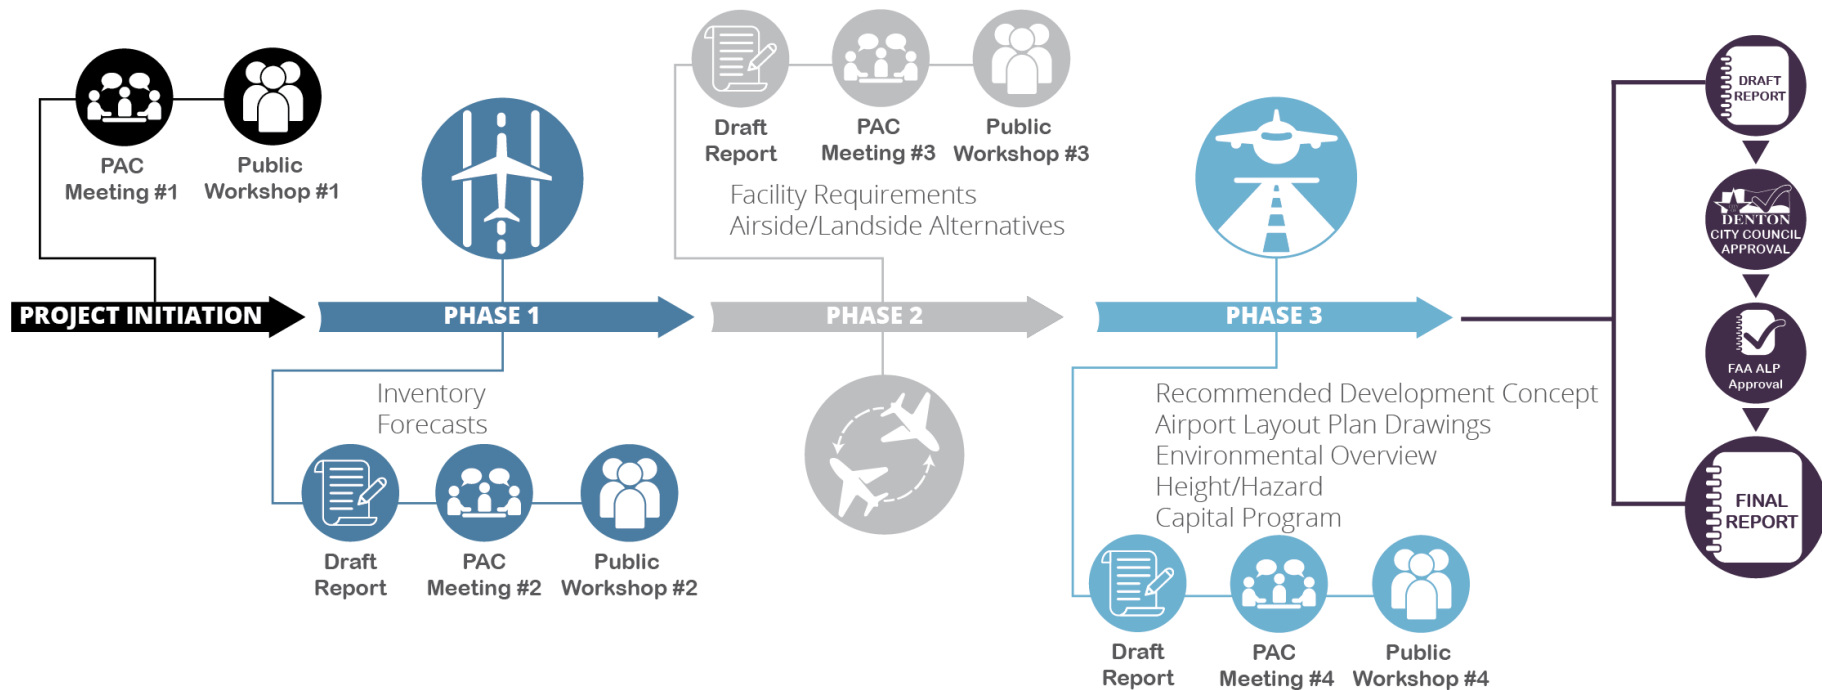 PAC
Meeting #1
Public
Workshop #1
PROJECT INITIATION
PHASE 1
Inventory
Forecasts
Draft
Report
PAC
Meeting #2
Public
Workshop #2
Draft
Report
PAC
Meeting #3
Public
Workshop #3
Facility Requirements
Airside/Landside Alternatives
PHASE 2
PHASE 3
Recommended Development Concept
Airport Layout Plan Drawings
Environmental Overview
Height/Hazard
Capital Program
Draft
Report
PAC
Meeting #4
Public
Workshop #4
DRAFT
REPORT
DENTON
CITY COUNCIL
APPROVAL
FAA ALP
Approval
FINAL
REPORT